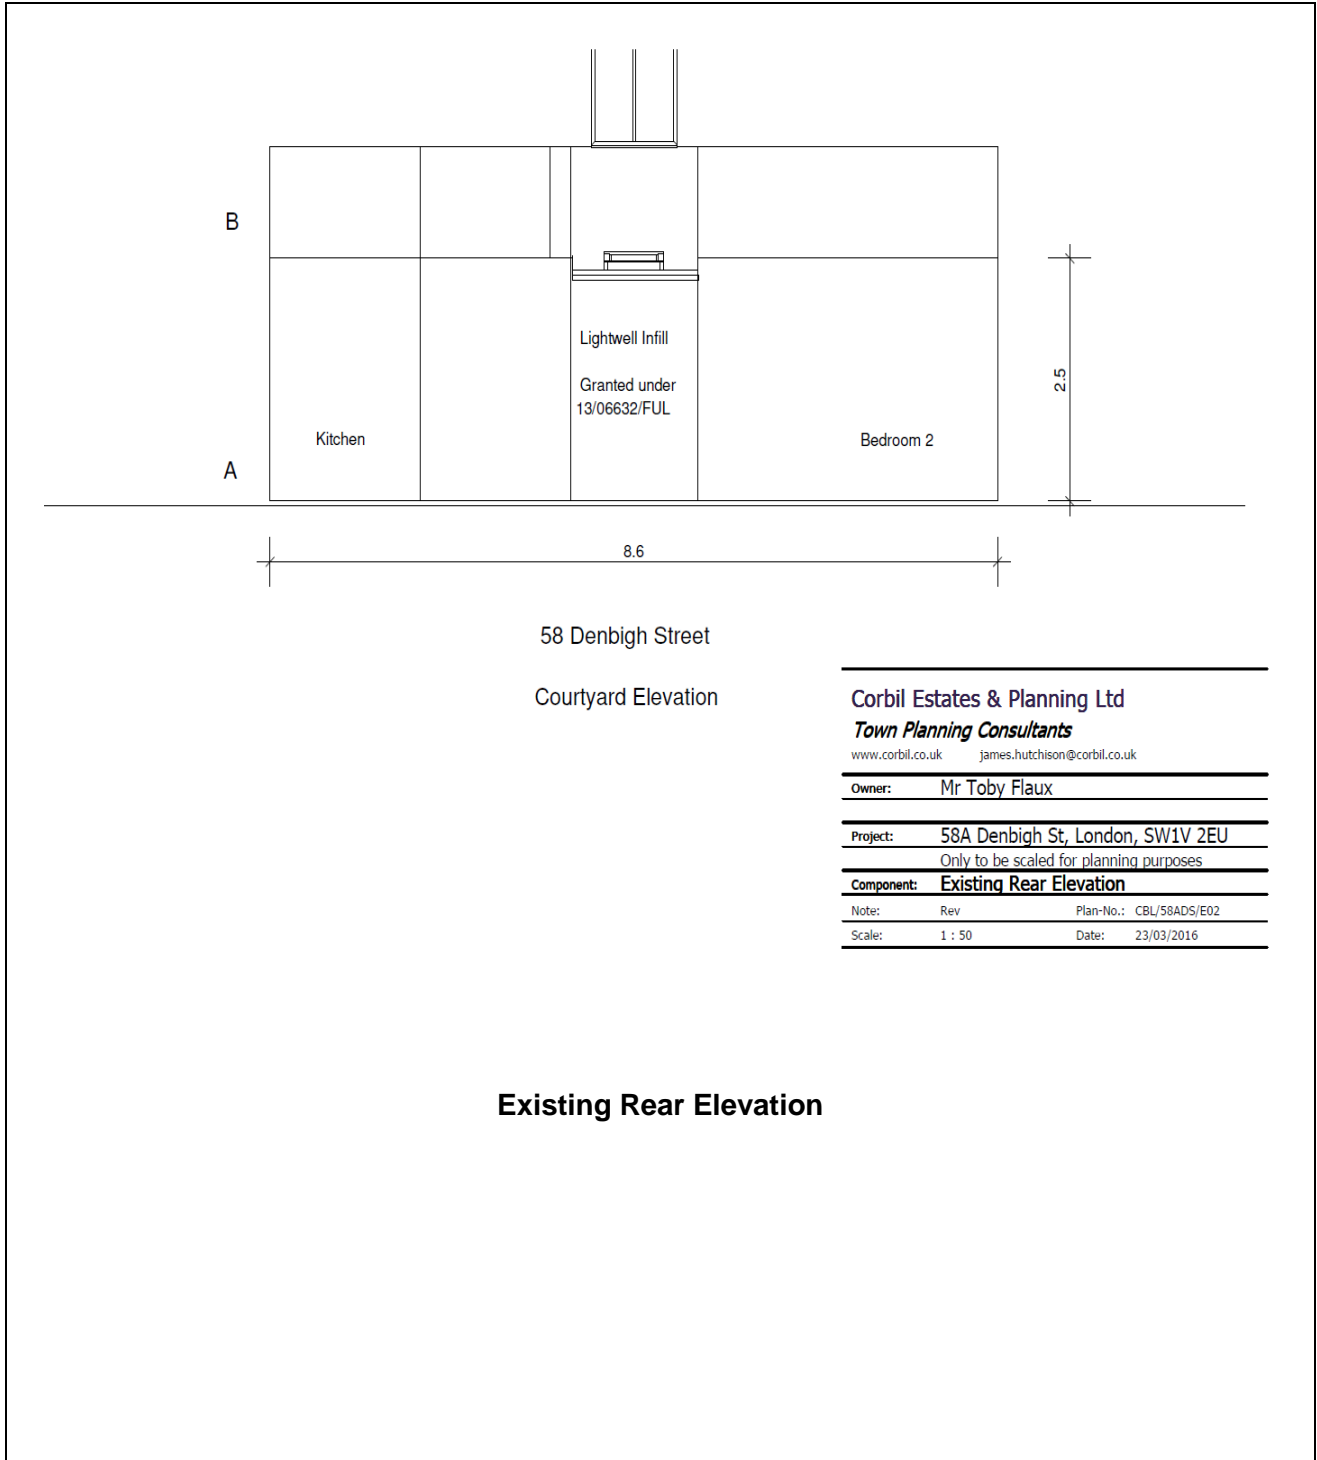 B
Lightwell Infill
Granted under
13/06632/FUL
2.5
Kitchen
Bedroom 2
A
8.6
58 Denbigh Street
Courtyard Elevation
Corbil Estates & Planning Ltd
Town Planning Consultants
www.corbil.co.uk james.hutchison@corbil.co.uk
Owner: Mr Toby Flaux
Project: 58A Denbigh St, London, SW1V 2EU
Only to be scaled for planning purposes
Component: Existing Rear Elevation
Note: Rev Plan-No.: CBL/58ADS/E02
Scale: 1 : 50 Date: 23/03/2016
Existing Rear Elevation